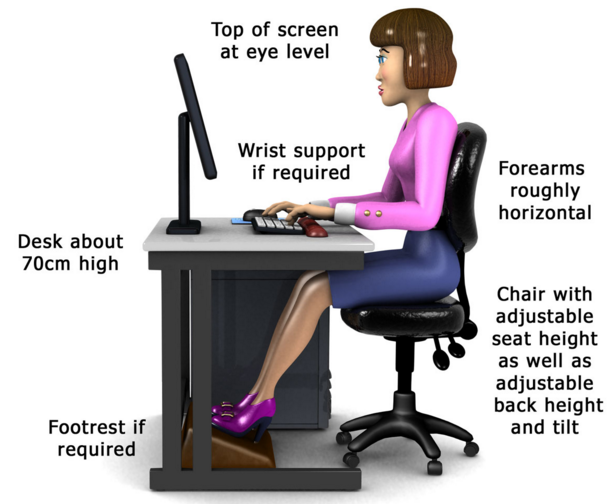 Top of screen
at eye level
Wrist support
if required
Forearms
roughly
horizontal
Desk about
70cm high
Chair with
adjustable
seat height
as well as
adjustable
back height
and tilt
Footrest if
required